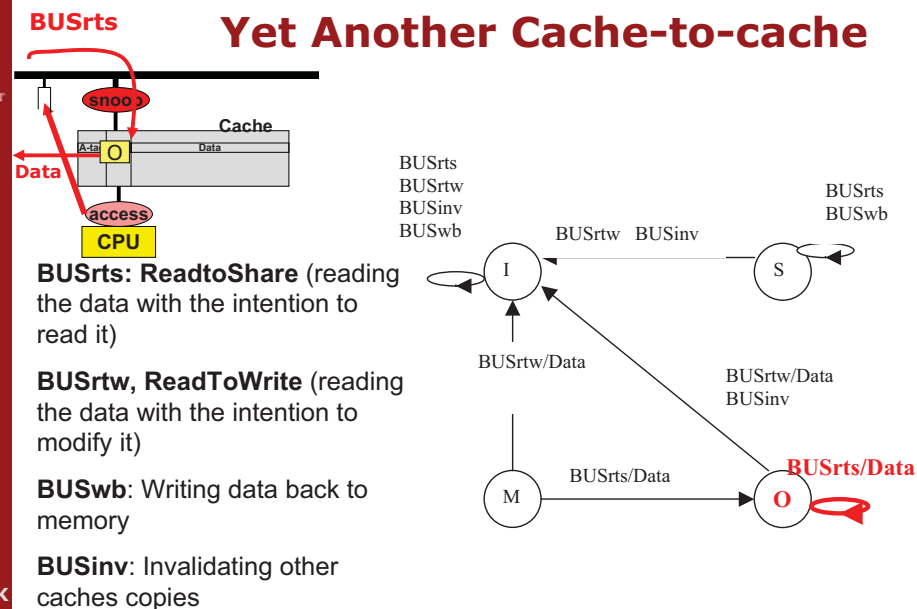 BUSrts
Yet Another Cache-to-cache
snoop
Cache
A-ta
O
Data
Data
access
CPU
BUSrts: ReadtoShare (reading
the data with the intention to
read it)
BUSrtw, ReadToWrite (reading
the data with the intention to
modify it)
BUSwb: Writing data back to
memory
BUSinv: Invalidating other
caches copies
BUSrts
BUSrtw
BUSinv
BUSwb
BUSrtw BUSinv
BUSrts
BUSwb
I
S
BUSrtw/Data
BUSrtw/Data
BUSinv
BUSrts/Data
BUSrts/Data
M
O